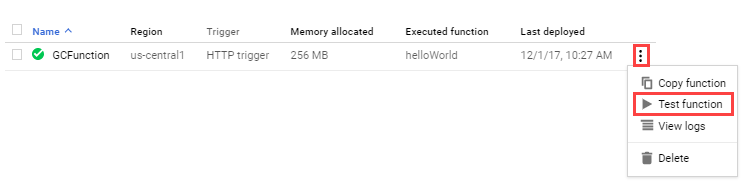 Name Region Trigger Memory allocated Executed function Last deployed
GCFunction us-central1 HTTP trigger 256 MB helloWorld 12/1/17, 10:27 AM
Copy function
Test function
View logs
Delete